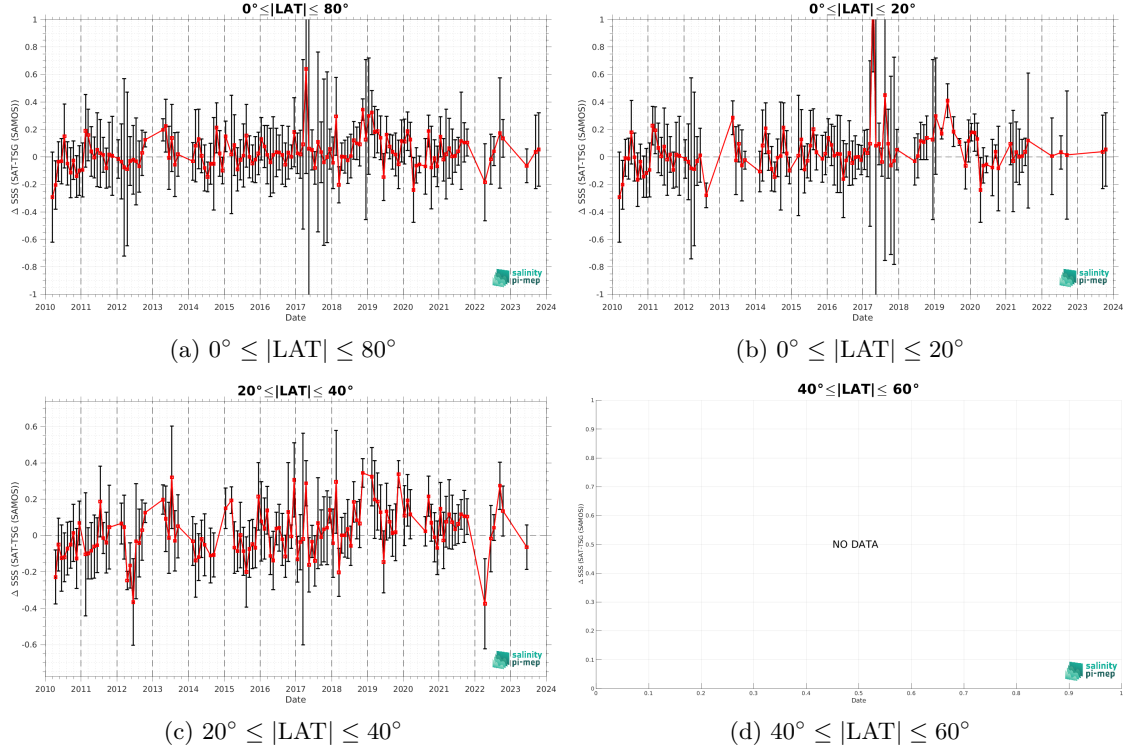 0°≤|LAT|≤ 80°
Δ SSS (SAT-TSG (SAMOS))
1
0.8
0.6
0.4
0.2
0
-0.2
-0.4
-0.6
-0.8
-1
2010 2011 2012 2013 2014 2015 2016 2017 2018 2019 2020 2021 2022 2023 2024
Date
salinity
pi-mep
(a) 0° ≤ |LAT| ≤ 80°
0°≤|LAT|≤ 20°
Δ SSS (SAT-TSG (SAMOS))
1
0.8
0.6
0.4
0.2
0
-0.2
-0.4
-0.6
-0.8
-1
2010 2011 2012 2013 2014 2015 2016 2017 2018 2019 2020 2021 2022 2023 2024
Date
salinity
pi-mep
(b) 0° ≤ |LAT| ≤ 20°
20°≤|LAT|≤ 40°
Δ SSS (SAT-TSG (SAMOS))
0.6
0.4
0.2
0
-0.2
-0.4
-0.6
2010 2011 2012 2013 2014 2015 2016 2017 2018 2019 2020 2021 2022 2023 2024
Date
salinity
pi-mep
(c) 20° ≤ |LAT| ≤ 40°
40°≤|LAT|≤ 60°
Δ SSS (SAT-TSG (SAMOS))
1
0.9
0.8
0.7
0.6
0.5
0.4
0.3
0.2
0.1
0
NO DATA
0 0.1 0.2 0.3 0.4 0.5 0.6 0.7 0.8 0.9 1
Date
salinity
pi-mep
(d) 40° ≤ |LAT| ≤ 60°